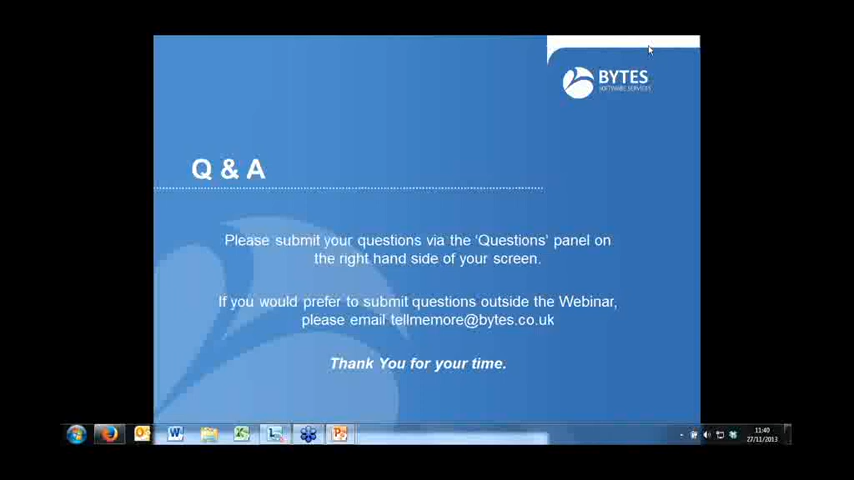 BYTES
SOFTWARE SERVICES
Q & A
Please submit your questions via the 'Questions' panel on
the right hand side of your screen.
If you would prefer to submit questions outside the Webinar,
please email tellmemore@bytes.co.uk
Thank You for your time.
11:40
27/11/2013